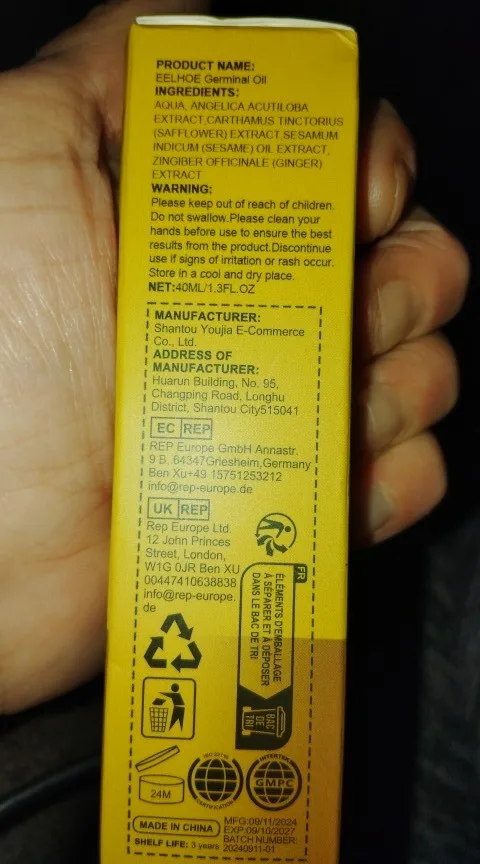 PRODUCT NAME:
EELHOE Germinal Oil
INGREDIENTS:
AQUA, ANGELICA ACUTILOBA
EXTRACT,CARTHAMUS TINCTORIUS
(SAFFLOWER) EXTRACT,SESAMUM
INDICUM (SESAME) OIL EXTRACT,
ZINGIBER OFFICINALE (GINGER)
EXTRACT
WARNING:
Please keep out of reach of children.
Do not swallow.Please clean your
hands before use to ensure the best
results from the product.Discontinue
use if signs of irritation or rash occur.
Store in a cool and dry place.
NET:40ML/1.3FL.OZ
MANUFACTURER:
Shantou Youjia E-Commerce
Co., Ltd.
ADDRESS OF
MANUFACTURER:
Huarun Building, No. 95,
Changping Road, Longhu
District, Shantou City515041
EC REP
REP Europe GmbH Annastr.
9 B, 64347Griesheim,Germany
Ben Xu+49 15751253212
info@rep-europe.de
UK REP
Rep Europe Ltd.
12 John Princes
Street, London,
W1G 0JR Ben XU
00447410638838
info@rep-europe.
de
FR
ÉLÉMENTS D'EMBALLAGE
À SÉPARER ET À DÉPOSER
DANS LE BAC DE TRI
BAC
DE
TRI
24M
CERTIFICATION
INTERTEK
GMPC
MADE IN CHINA
SHELF LIFE: 3 years
MFG:09/11/2024
EXP:09/10/2027
BATCH NUMBER:
20240911-01